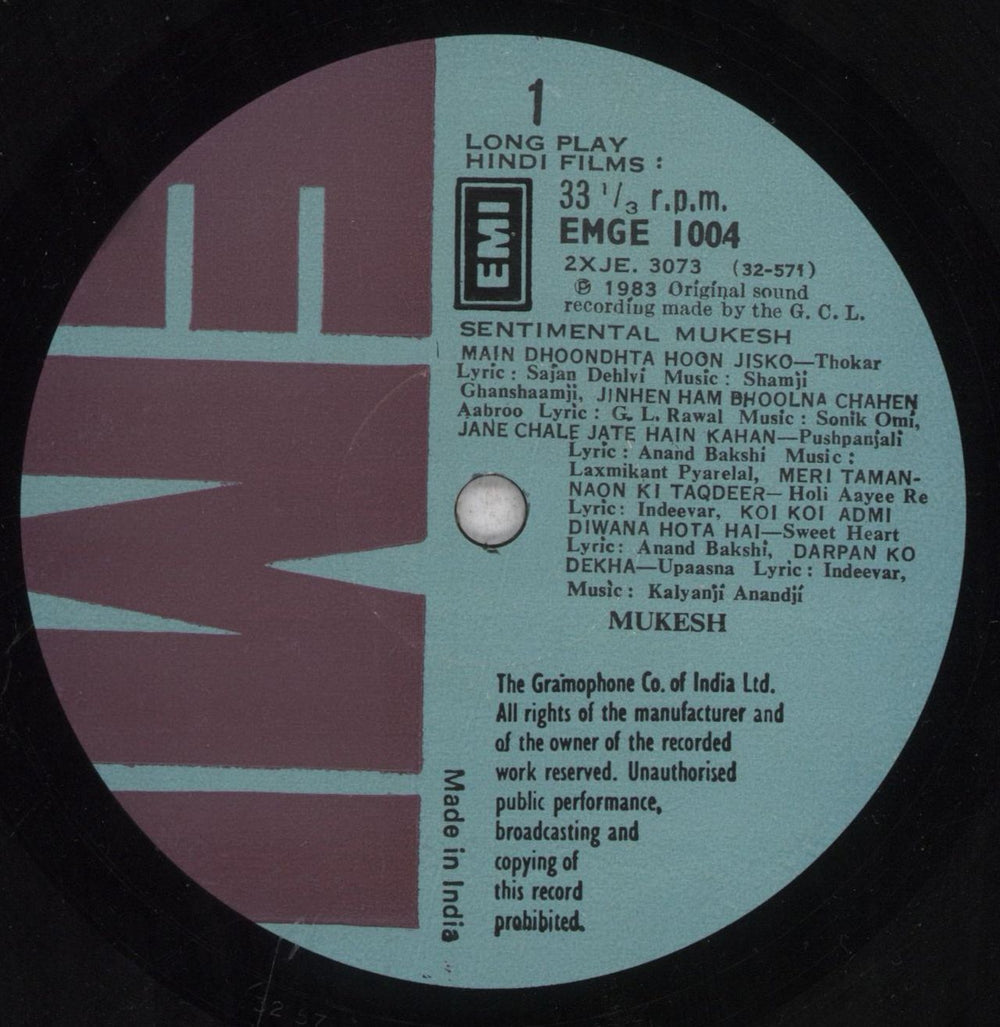 1
LONG PLAY
HINDI FILMS :
EMI
33 1/3 r.p.m.
EMGE 1004
2XJE. 3073 (32-571)
℗ 1983 Original sound
recording made by the G. C. L.
SENTIMENTAL MUKESH
MAIN DHOONDHTA HOON JISKO—Thokar
Lyric : Sajan Dehlvi Music : Shamji
Ghanshaamji, JINHEN HAM BHOOLNA CHAHEN
Aabroo Lyric : G. L. Rawal Music : Sonik Omi,
JANE CHALE JATE HAIN KAHAN—Pushpanjali
Lyric : Anand Bakshi Music :
Laxmikant Pyarelal, MERI TAMAN-
NAON KI TAQDEER— Holi Aayee Re
Lyric: Indeevar, KOI KOI ADMI
DIWANA HOTA HAI—Sweet Heart
Lyric: Anand Bakshi, DARPAN KO
DEKHA—Upaasna Lyric : Indeevar,
Music : Kalyanji Anandji
MUKESH
The Gramophone Co. of India Ltd.
All rights of the manufacturer and
of the owner of the recorded
work reserved. Unauthorised
public performance,
broadcasting and
copying of
this record
prohibited.
Made in India
EMI